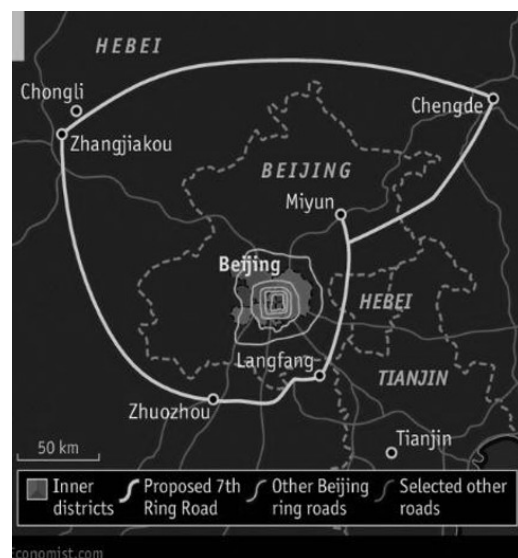 HEBEI
Chongli
Chengde
Zhangjiakou
BEIJING
Miyun
Beijing
HEBEI
Langfang
TIANJIN
Zhuozhou
Tianjin
50 km
Inner districts
Proposed 7th Ring Road
Other Beijing ring roads
Selected other roads
Economist.com